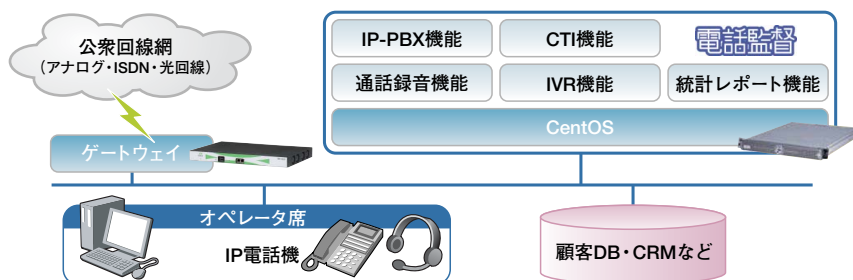 公衆回線網
(アナログ・ISDN・光回線)
IP-PBX機能
CTI機能
電話監督
通話録音機能
IVR機能
統計レポート機能
CentOS
ゲートウェイ
オペレータ席
IP電話機
顧客DB・CRMなど